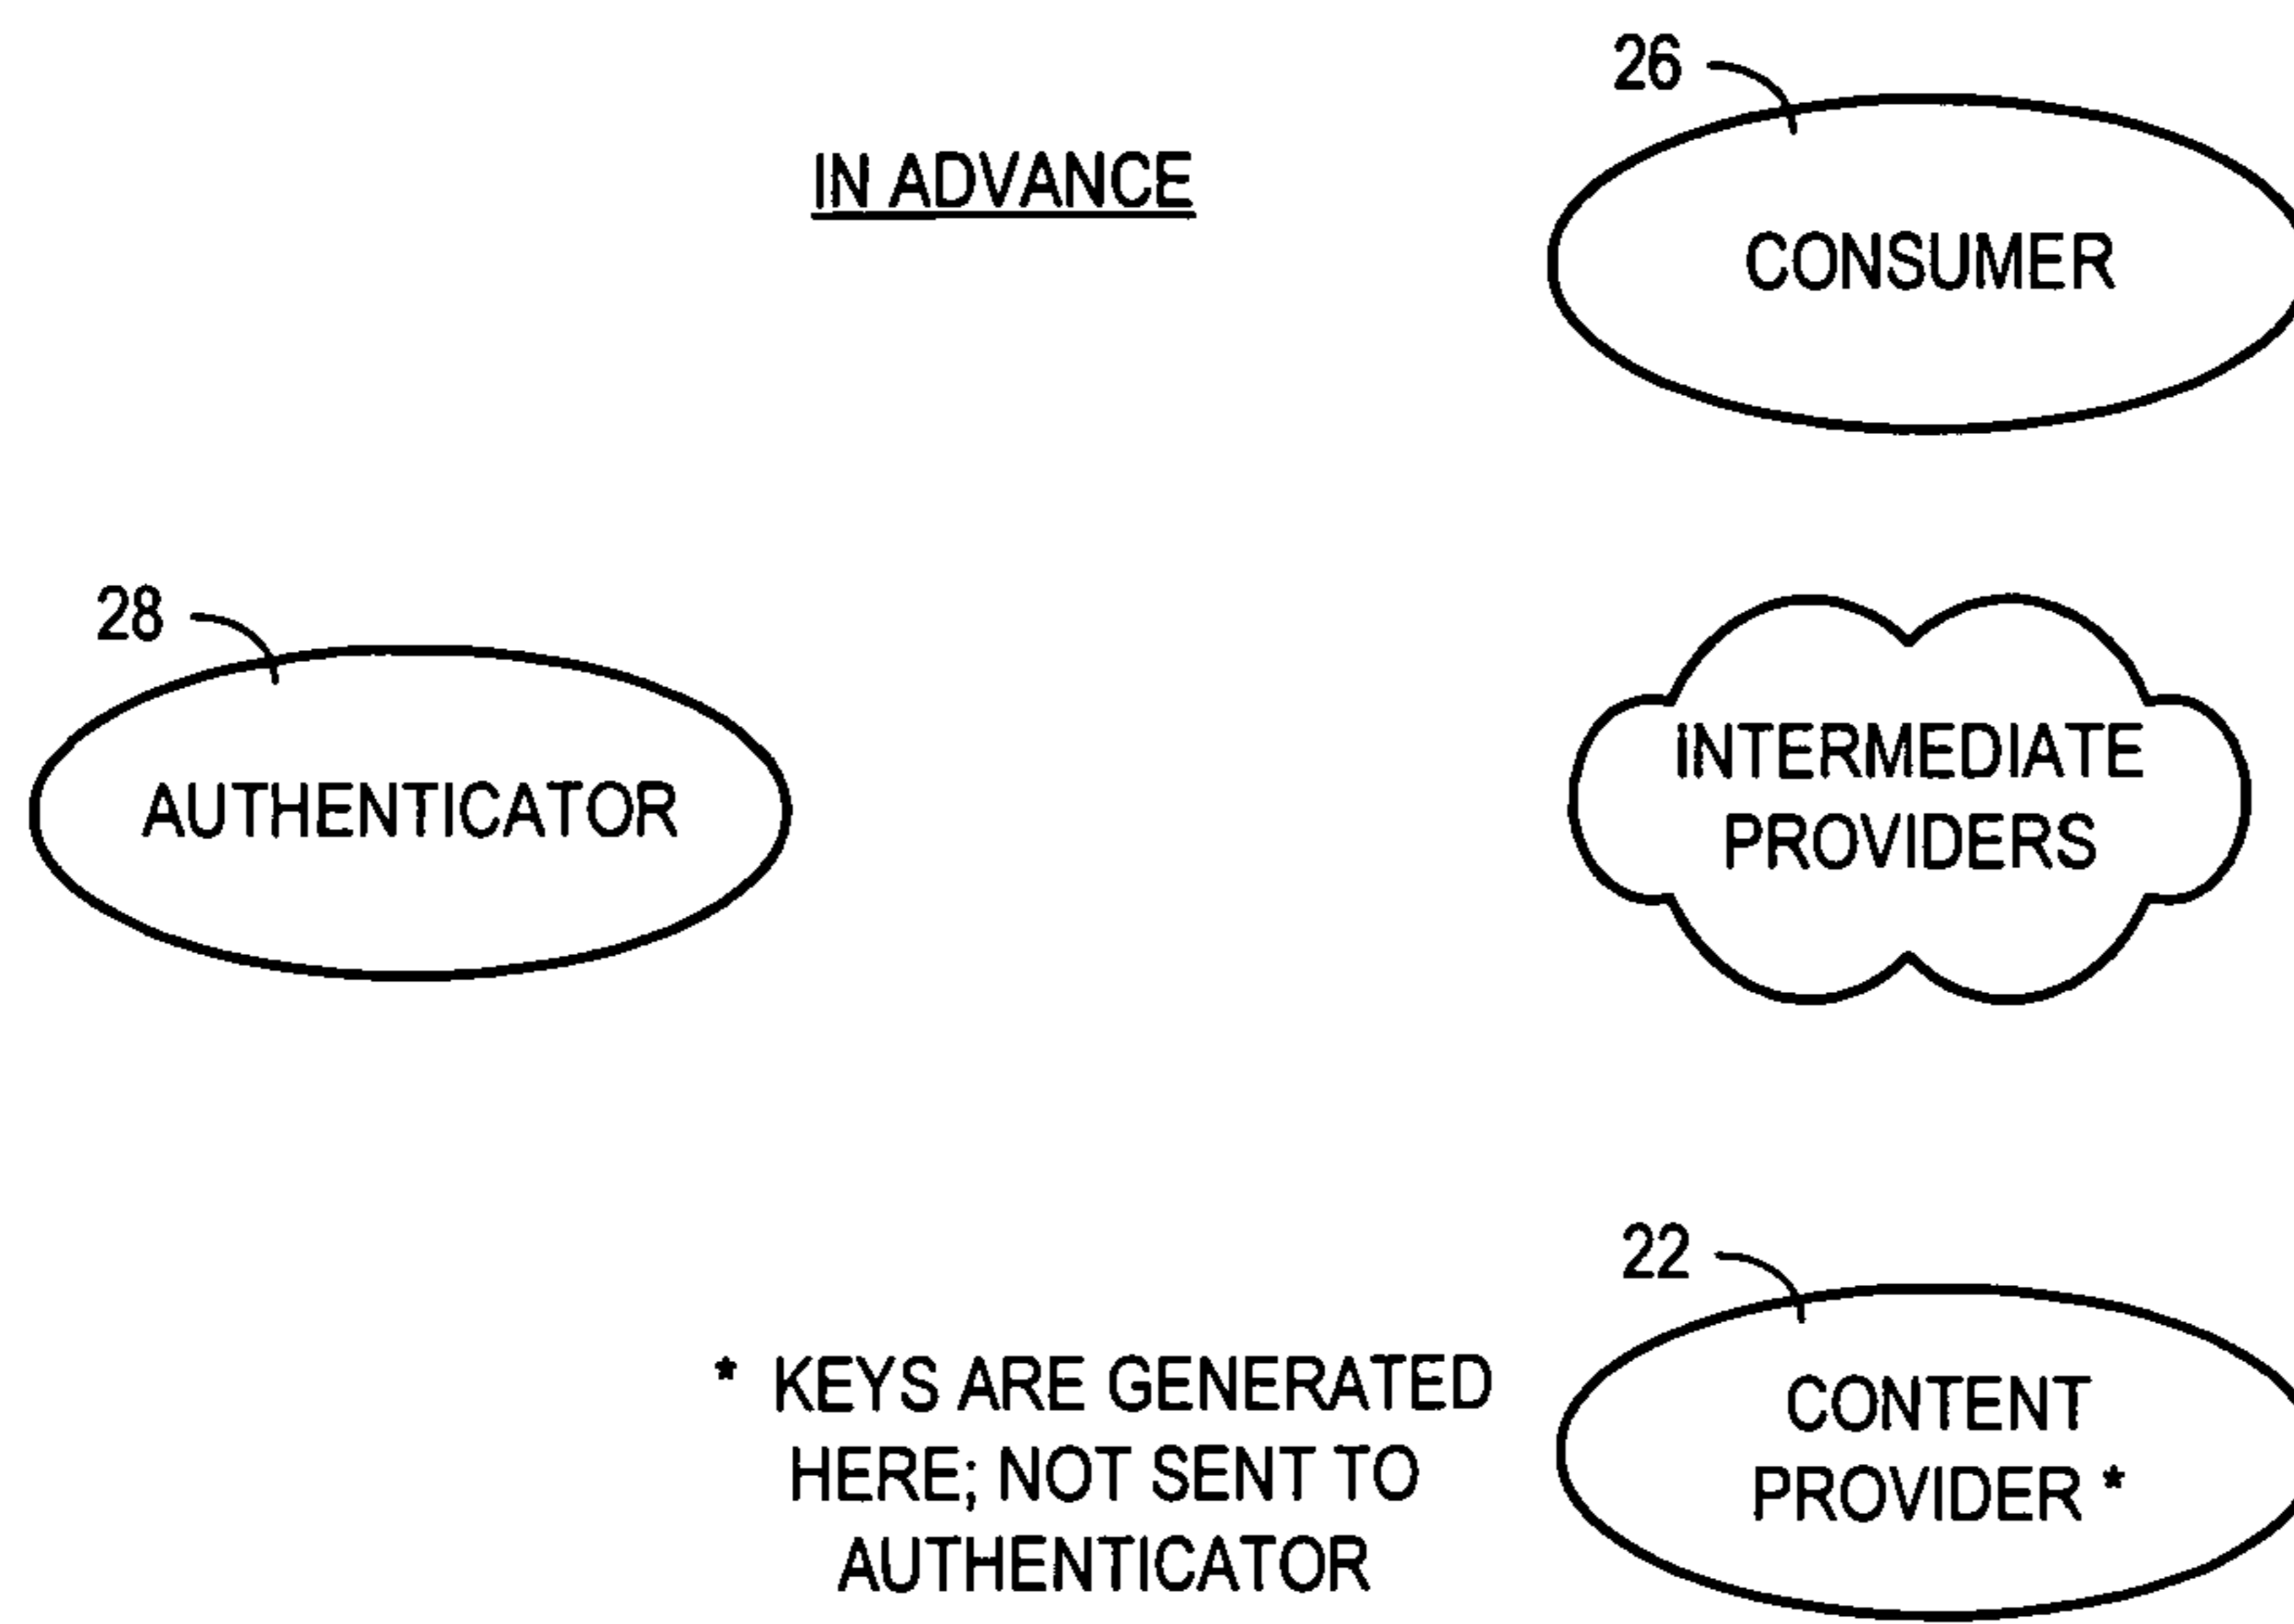 26
IN ADVANCE
CONSUMER
28
AUTHENTICATOR
INTERMEDIATE
PROVIDERS
22
* KEYS ARE GENERATED
HERE; NOT SENT TO
AUTHENTICATOR
CONTENT
PROVIDER *